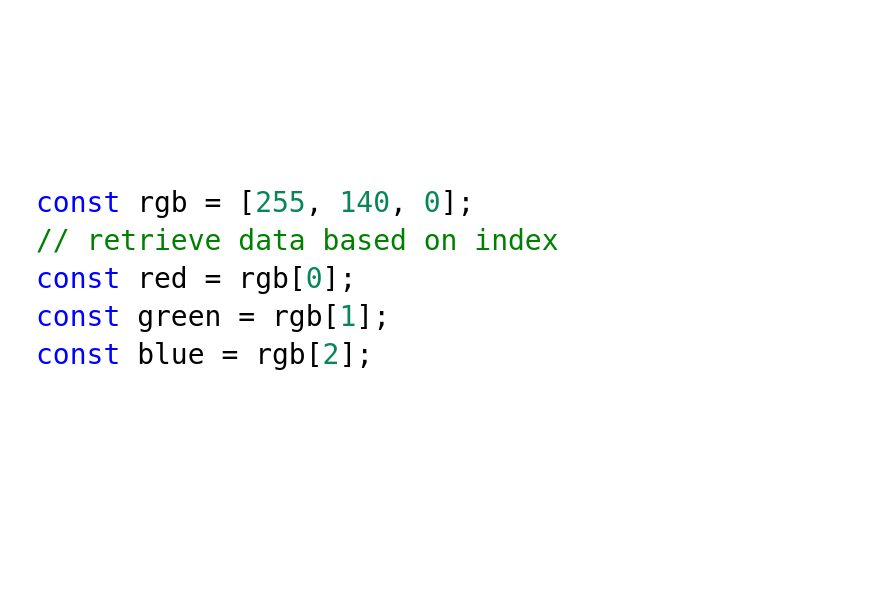 const rgb = [255, 140, 0];
// retrieve data based on index
const red = rgb[0];
const green = rgb[1];
const blue = rgb[2];